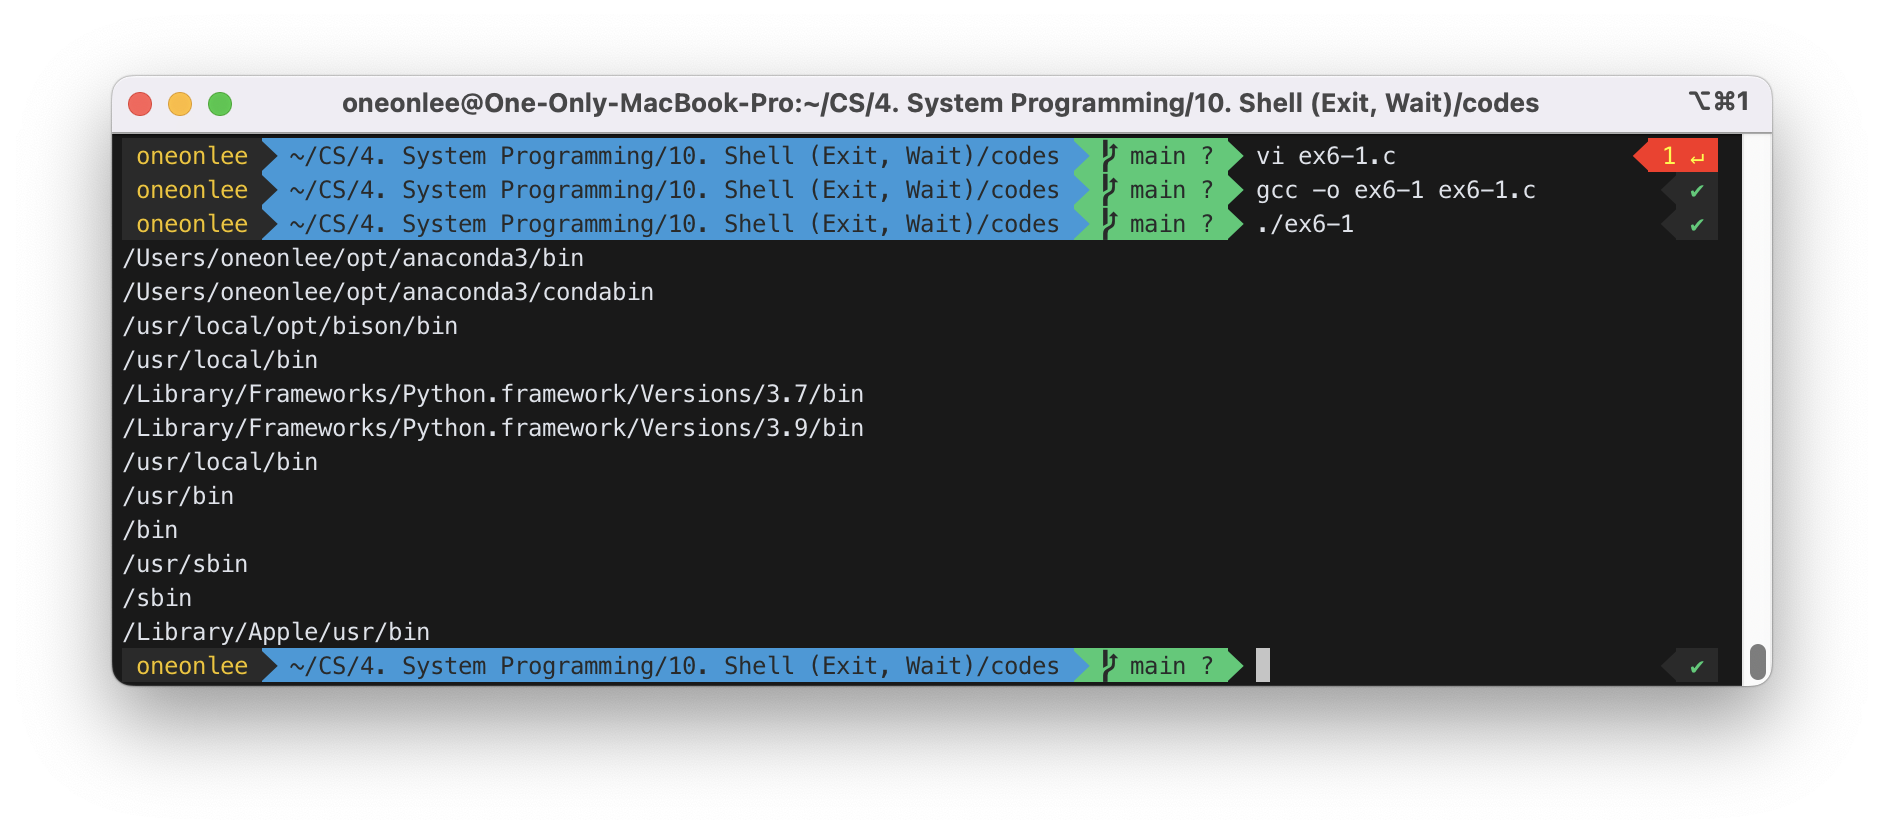 oneonlee@One-Only-MacBook-Pro:~/CS/4. System Programming/10. Shell (Exit, Wait)/codes ⌥⌘1
oneonlee ~/CS/4. System Programming/10. Shell (Exit, Wait)/codes main ? vi ex6-1.c 1 ↵
oneonlee ~/CS/4. System Programming/10. Shell (Exit, Wait)/codes main ? gcc -o ex6-1 ex6-1.c ✔
oneonlee ~/CS/4. System Programming/10. Shell (Exit, Wait)/codes main ? ./ex6-1 ✔
/Users/oneonlee/opt/anaconda3/bin
/Users/oneonlee/opt/anaconda3/condabin
/usr/local/opt/bison/bin
/usr/local/bin
/Library/Frameworks/Python.framework/Versions/3.7/bin
/Library/Frameworks/Python.framework/Versions/3.9/bin
/usr/local/bin
/usr/bin
/bin
/usr/sbin
/sbin
/Library/Apple/usr/bin
oneonlee ~/CS/4. System Programming/10. Shell (Exit, Wait)/codes main ? ✔